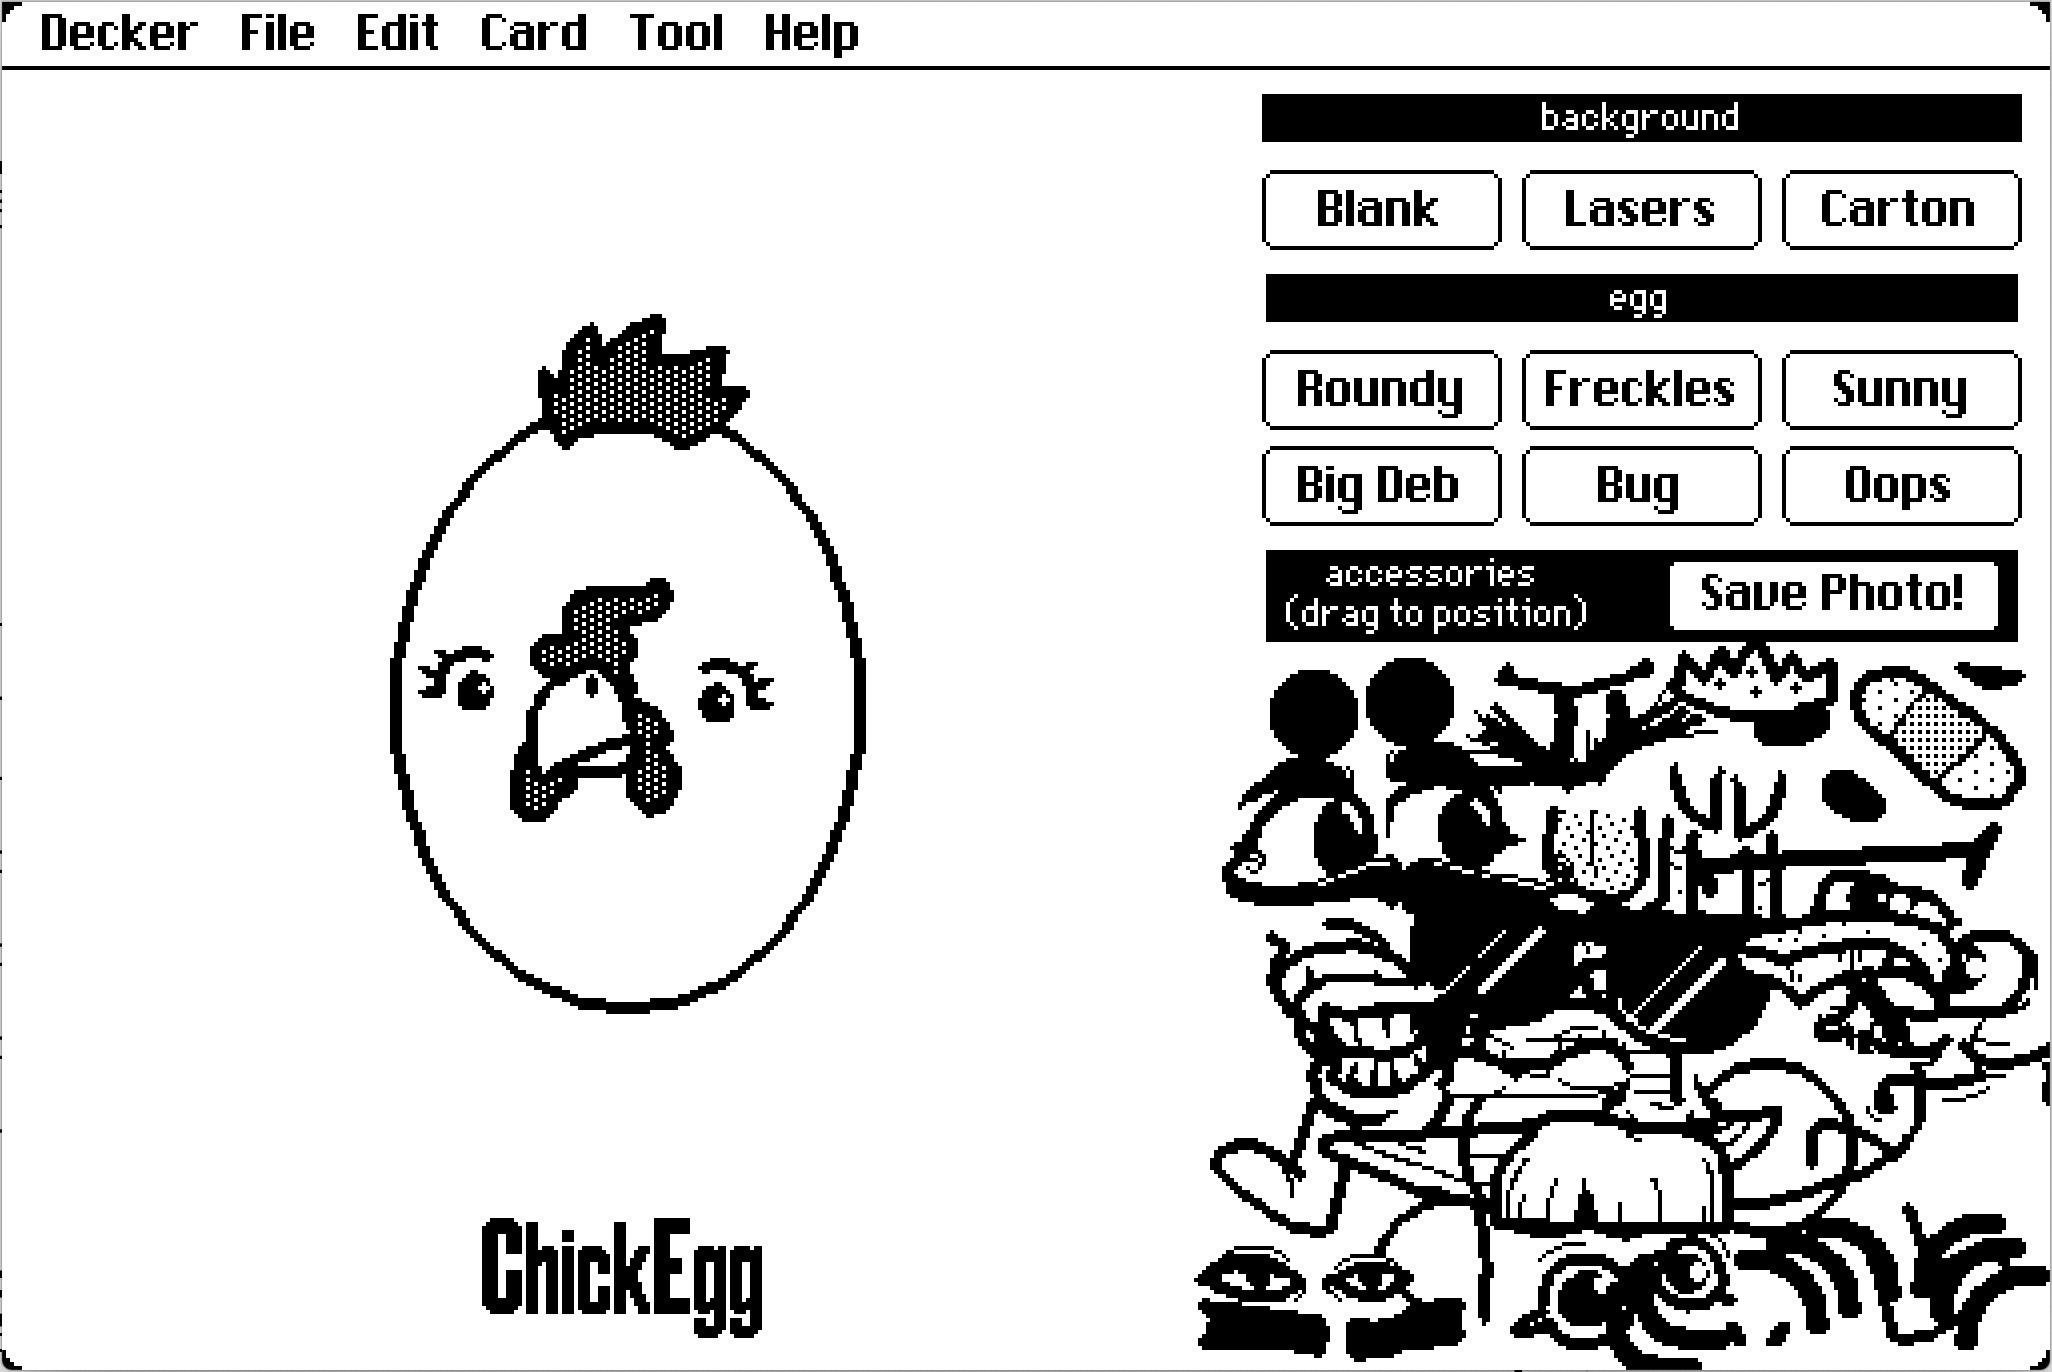 Decker File Edit Card Tool Help
background
Blank Lasers Carton
egg
Roundy Freckles Sunny
Big Deb Bug Oops
accessories
(drag to position)
Save Photo!
ChickEgg